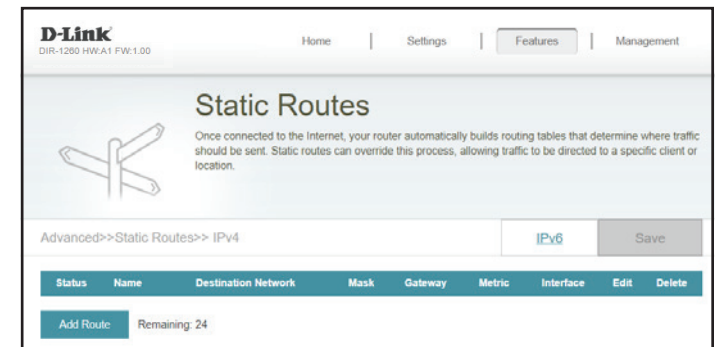 D-Link
DIR-1260 HW:A1 FW:1.00
Home | Settings | Features | Management
Static Routes
Once connected to the Internet, your router automatically builds routing tables that determine where traffic
should be sent. Static routes can override this process, allowing traffic to be directed to a specific client or
location.
Advanced>>Static Routes>> IPv4
IPv6
Save
Status Name Destination Network Mask Gateway Metric Interface Edit Delete
Add Route Remaining: 24